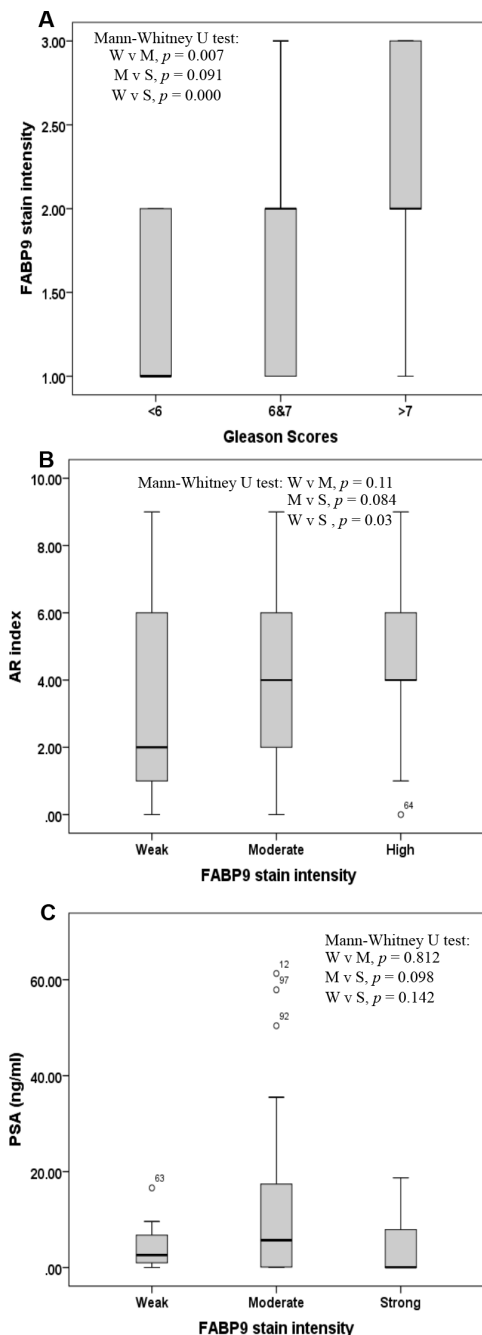 A
Mann-Whitney U test:
W v M, p = 0.007
M v S, p = 0.091
W v S, p = 0.000
3.00
2.50
2.00
1.50
1.00
FABP9 stain intensity
<6 6&7 >7
Gleason Scores
B
Mann-Whitney U test: W v M, p = 0.11
M v S, p = 0.084
W v S , p = 0.03
10.00
8.00
6.00
4.00
2.00
.00
AR index
64
Weak Moderate High
FABP9 stain intensity
C
Mann-Whitney U test:
W v M, p = 0.812
M v S, p = 0.098
W v S, p = 0.142
60.00
40.00
20.00
.00
PSA (ng/ml)
12
97
92
63
Weak Moderate Strong
FABP9 stain intensity